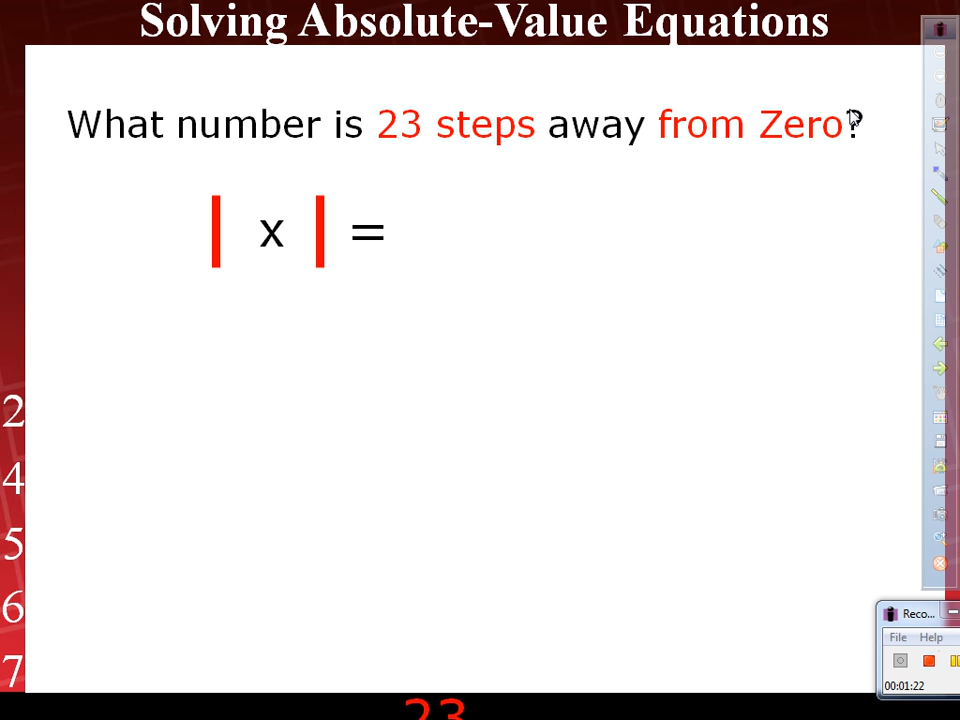 Solving Absolute-Value Equations
What number is 23 steps away from Zero?
| x | =
2
4
5
6
7
Reco...
File Help
00:01:22
23